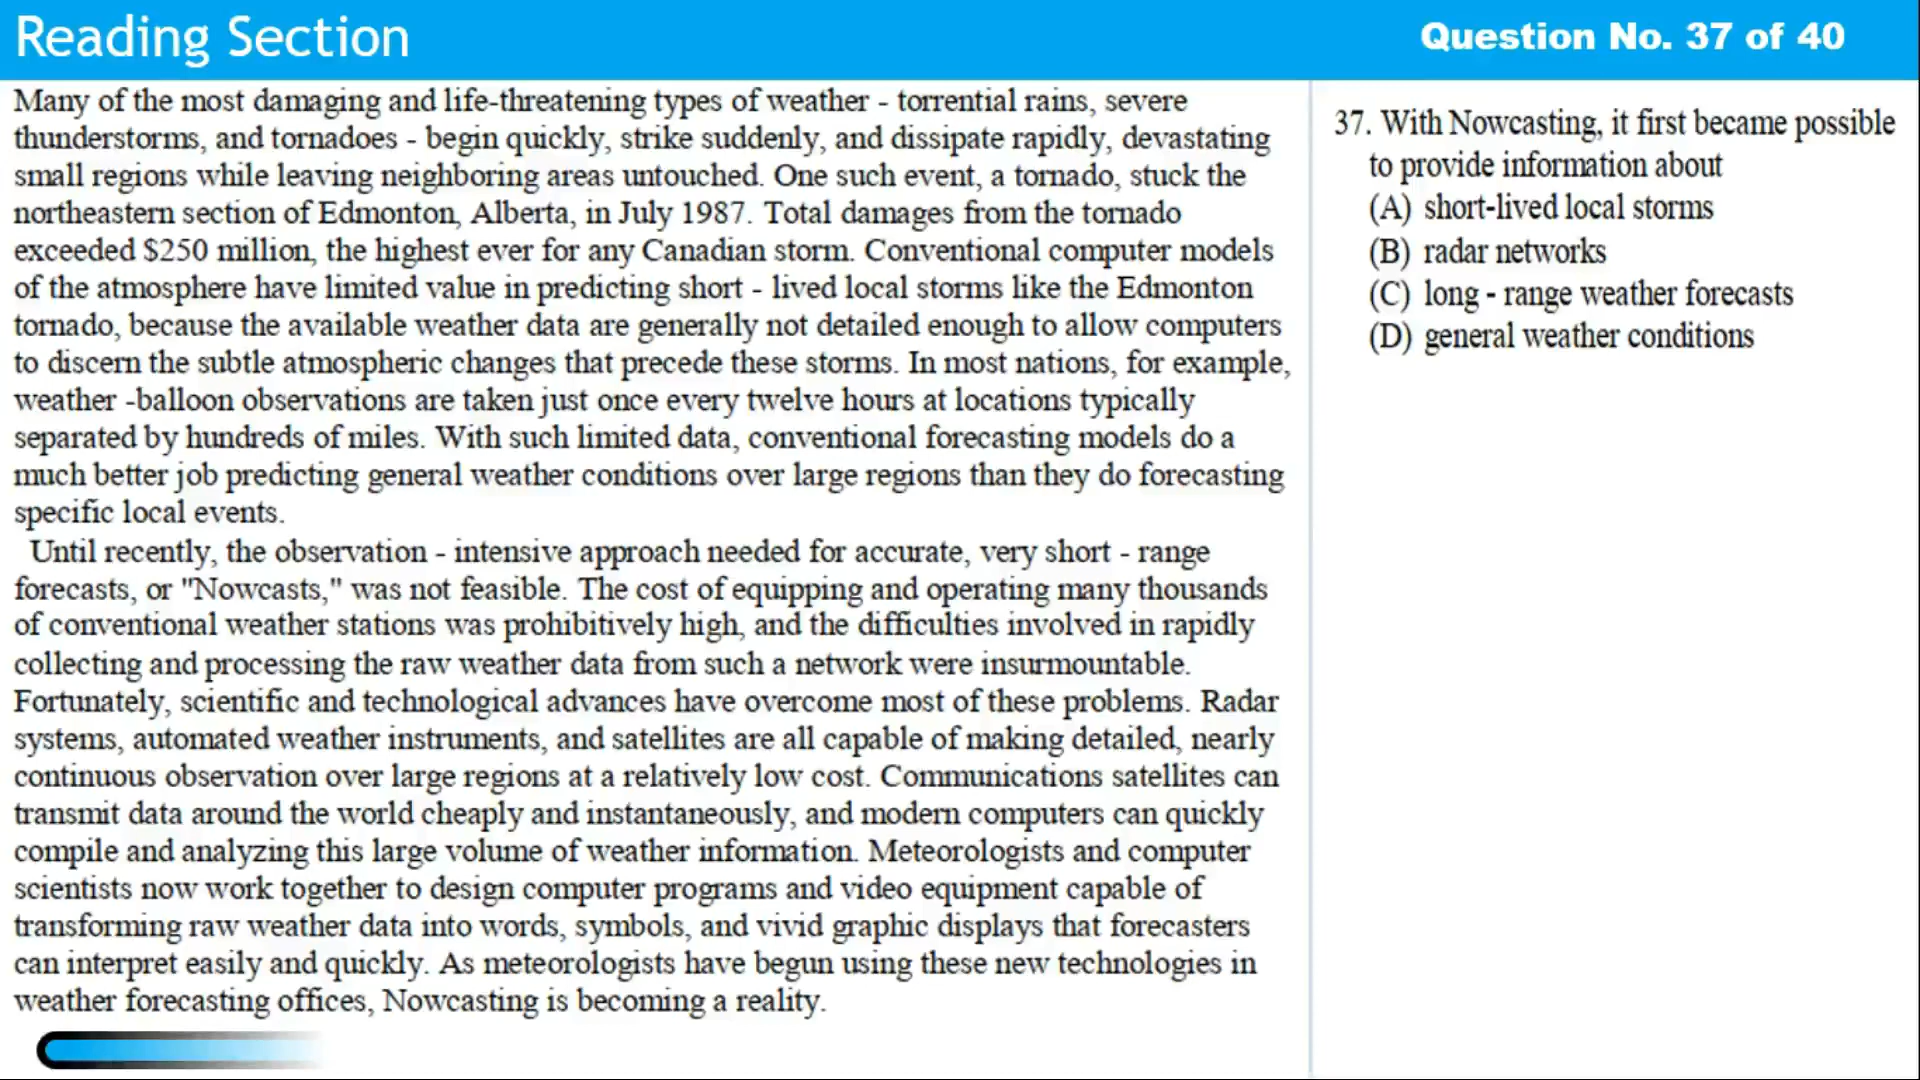 Reading Section
Question No. 37 of 40
Many of the most damaging and life-threatening types of weather - torrential rains, severe
thunderstorms, and tornadoes - begin quickly, strike suddenly, and dissipate rapidly, devastating
small regions while leaving neighboring areas untouched. One such event, a tornado, stuck the
northeastern section of Edmonton, Alberta, in July 1987. Total damages from the tornado
exceeded $250 million, the highest ever for any Canadian storm. Conventional computer models
of the atmosphere have limited value in predicting short - lived local storms like the Edmonton
tornado, because the available weather data are generally not detailed enough to allow computers
to discern the subtle atmospheric changes that precede these storms. In most nations, for example,
weather -balloon observations are taken just once every twelve hours at locations typically
separated by hundreds of miles. With such limited data, conventional forecasting models do a
much better job predicting general weather conditions over large regions than they do forecasting
specific local events.
Until recently, the observation - intensive approach needed for accurate, very short - range
forecasts, or "Nowcasts," was not feasible. The cost of equipping and operating many thousands
of conventional weather stations was prohibitively high, and the difficulties involved in rapidly
collecting and processing the raw weather data from such a network were insurmountable.
Fortunately, scientific and technological advances have overcome most of these problems. Radar
systems, automated weather instruments, and satellites are all capable of making detailed, nearly
continuous observation over large regions at a relatively low cost. Communications satellites can
transmit data around the world cheaply and instantaneously, and modern computers can quickly
compile and analyzing this large volume of weather information. Meteorologists and computer
scientists now work together to design computer programs and video equipment capable of
transforming raw weather data into words, symbols, and vivid graphic displays that forecasters
can interpret easily and quickly. As meteorologists have begun using these new technologies in
weather forecasting offices, Nowcasting is becoming a reality.
37. With Nowcasting, it first became possible
to provide information about
(A) short-lived local storms
(B) radar networks
(C) long - range weather forecasts
(D) general weather conditions